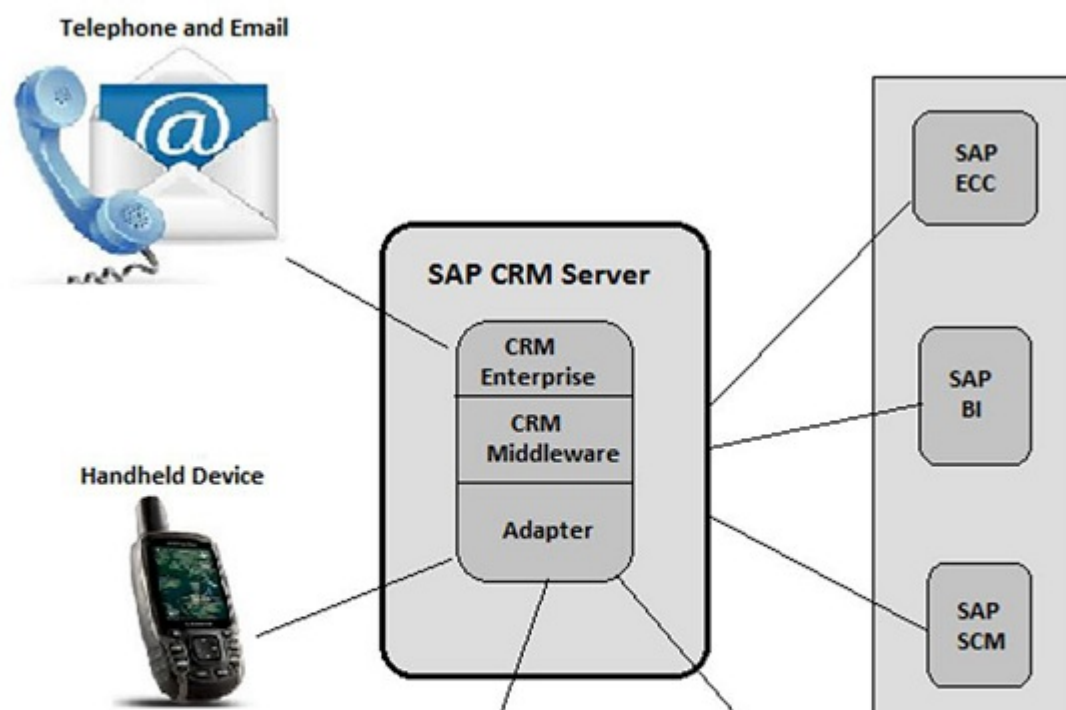 Telephone and Email
@
SAP CRM Server
CRM
Enterprise
CRM
Middleware
Adapter
Handheld Device
SAP
ECC
SAP
BI
SAP
SCM